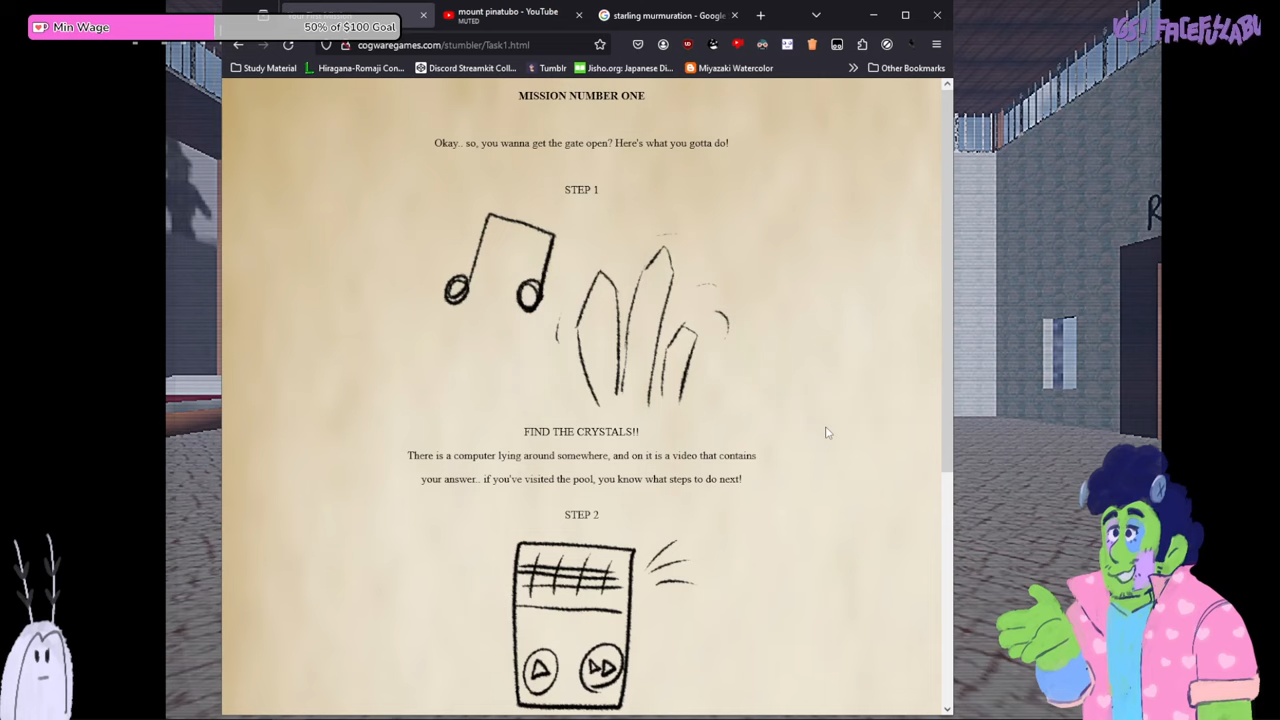 Min Wage
50% of $100 Goal
mount pinatubo - YouTube
MUTED
starling murmuration - Google
cogwaregames.com/stumbler/Task1.html
Study Material
Hiragana-Romaji Con...
Discord Streamkit Coll...
Tumblr
Jisho.org: Japanese Di...
Miyazaki Watercolor
Other Bookmarks
MISSION NUMBER ONE
Okay.. so, you wanna get the gate open? Here's what you gotta do!
STEP 1
FIND THE CRYSTALS!!
There is a computer lying around somewhere, and on it is a video that contains
your answer.. if you've visited the pool, you know what steps to do next!
STEP 2
R